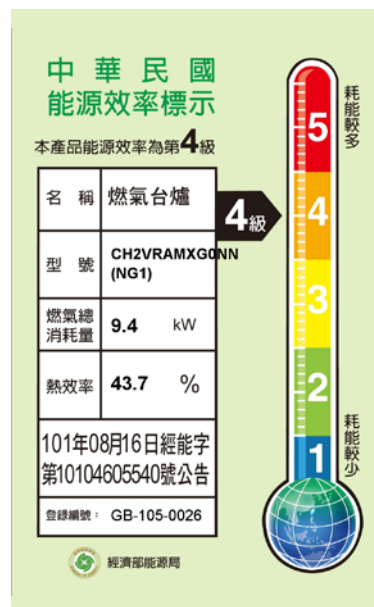 中華民國
能源效率標示
本產品能源效率為第4級
名稱 燃氣台爐
型號 CH2VRAMXG0NN
(NG1)
燃氣總
消耗量 9.4 kW
熱效率 43.7 %
101年08月16日經能字
第10104605540號公告
登錄編號： GB-105-0026
經濟部能源局
4級
耗能較多
5
4
3
2
1
耗能較少